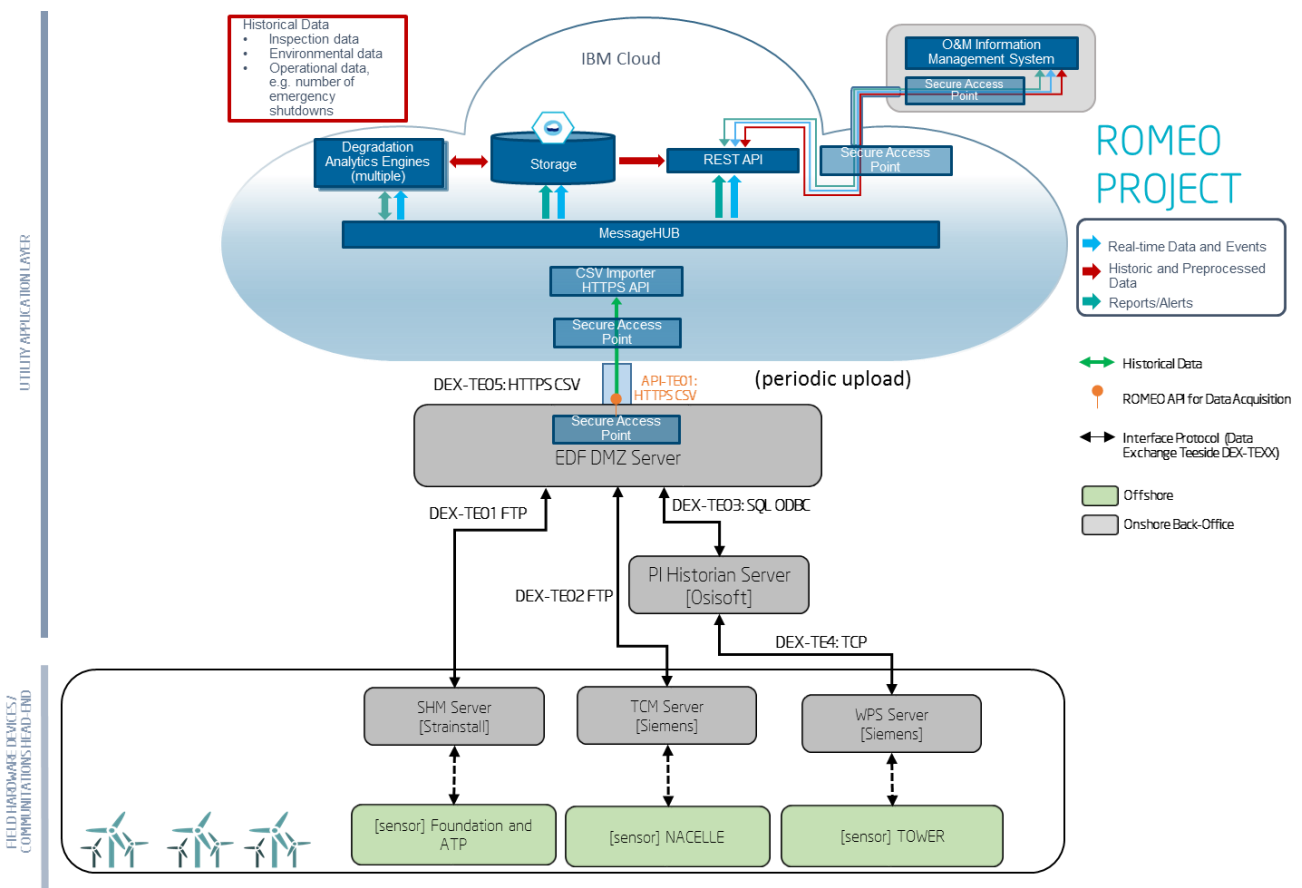 Historical Data
• Inspection data
• Environmental data
• Operational data,
e.g. number of
emergency
shutdowns
IBM Cloud
O&M Information
Management System
Secure Access
Point
Degradation
Analytics Engines
(multiple)
Storage
REST API
Secure Access
Point
MessageHUB
CSV Importer
HTTPS API
Secure Access
Point
DEX-TE05: HTTPS CSV
API-TE01:
HTTPS CSV
(periodic upload)
Secure Access
Point
EDF DMZ Server
DEX-TE01 FTP
DEX-TE03: SQL ODBC
DEX-TE02 FTP
PI Historian Server
[Osisoft]
DEX-TE4: TCP
SHM Server
[Strainstall]
TCM Server
[Siemens]
WPS Server
[Siemens]
[sensor] Foundation and
ATP
[sensor] NACELLE
[sensor] TOWER
ROMEO
PROJECT
Real-time Data and Events
Historic and Preprocessed
Data
Reports/Alerts
Historical Data
ROMEO API for Data Acquisition
Interface Protocol (Data
Exchange Teeside DEX-TEXX)
Offshore
Onshore Back-Office
UTILITY APPLICATION LAYER
FIELD HARDWARE DEVICES /
COMMUNITATIONS HEAD-END